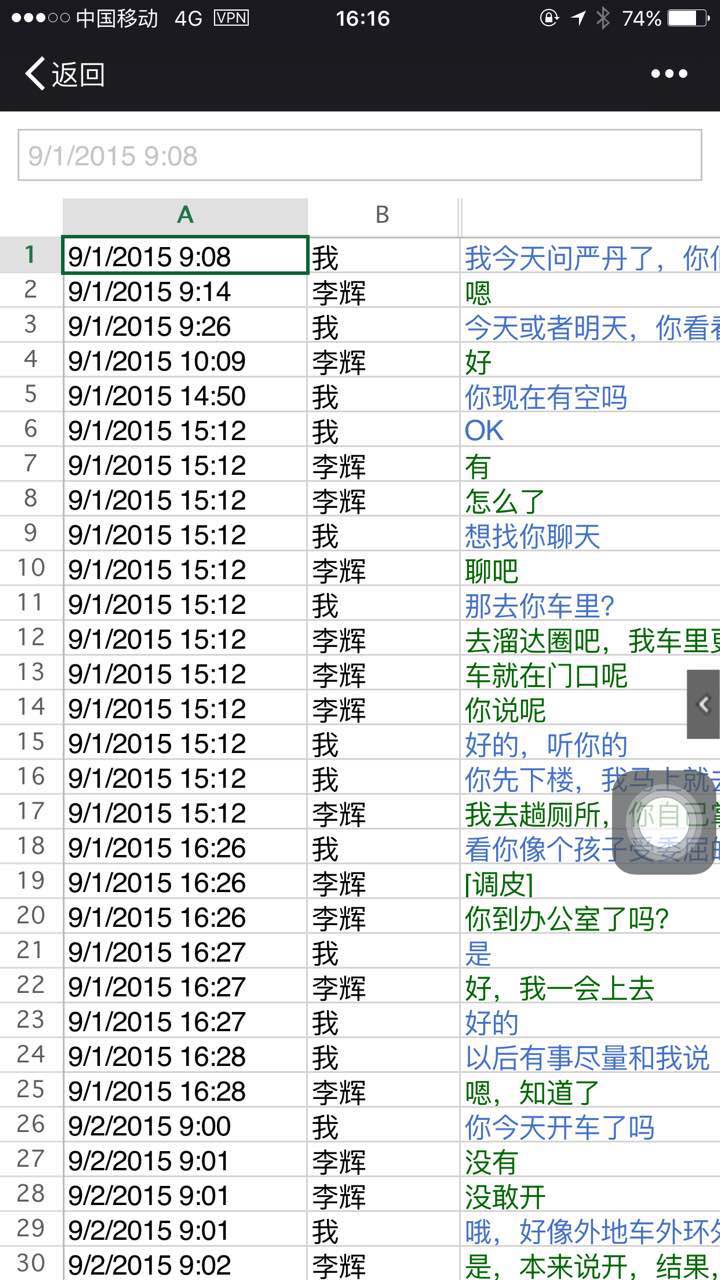 中国移动 4G VPN 16:16 74%
返回
9/1/2015 9:08
A B
1 9/1/2015 9:08 我 我今天问严丹了，你
2 9/1/2015 9:14 李辉 嗯
3 9/1/2015 9:26 我 今天或者明天，你看
4 9/1/2015 10:09 李辉 好
5 9/1/2015 14:50 我 你现在有空吗
6 9/1/2015 15:12 我 OK
7 9/1/2015 15:12 李辉 有
8 9/1/2015 15:12 李辉 怎么了
9 9/1/2015 15:12 我 想找你聊天
10 9/1/2015 15:12 李辉 聊吧
11 9/1/2015 15:12 我 那去你车里？
12 9/1/2015 15:12 李辉 去溜达圈吧，我车里
13 9/1/2015 15:12 李辉 车就在门口呢
14 9/1/2015 15:12 李辉 你说呢
15 9/1/2015 15:12 我 好的，听你的
16 9/1/2015 15:12 我 你先下楼，我马上就
17 9/1/2015 15:12 李辉 我去趟厕所，你自己
18 9/1/2015 16:26 我 看你像个孩子受委屈
19 9/1/2015 16:26 李辉 [调皮]
20 9/1/2015 16:26 李辉 你到办公室了吗？
21 9/1/2015 16:27 我 是
22 9/1/2015 16:27 李辉 好，我一会上去
23 9/1/2015 16:27 我 好的
24 9/1/2015 16:28 我 以后有事尽量和我说
25 9/1/2015 16:28 李辉 嗯，知道了
26 9/2/2015 9:00 我 你今天开车了吗
27 9/2/2015 9:01 李辉 没有
28 9/2/2015 9:01 李辉 没敢开
29 9/2/2015 9:01 我 哦，好像外地车外环
30 9/2/2015 9:02 李辉 是，本来说开，结果，